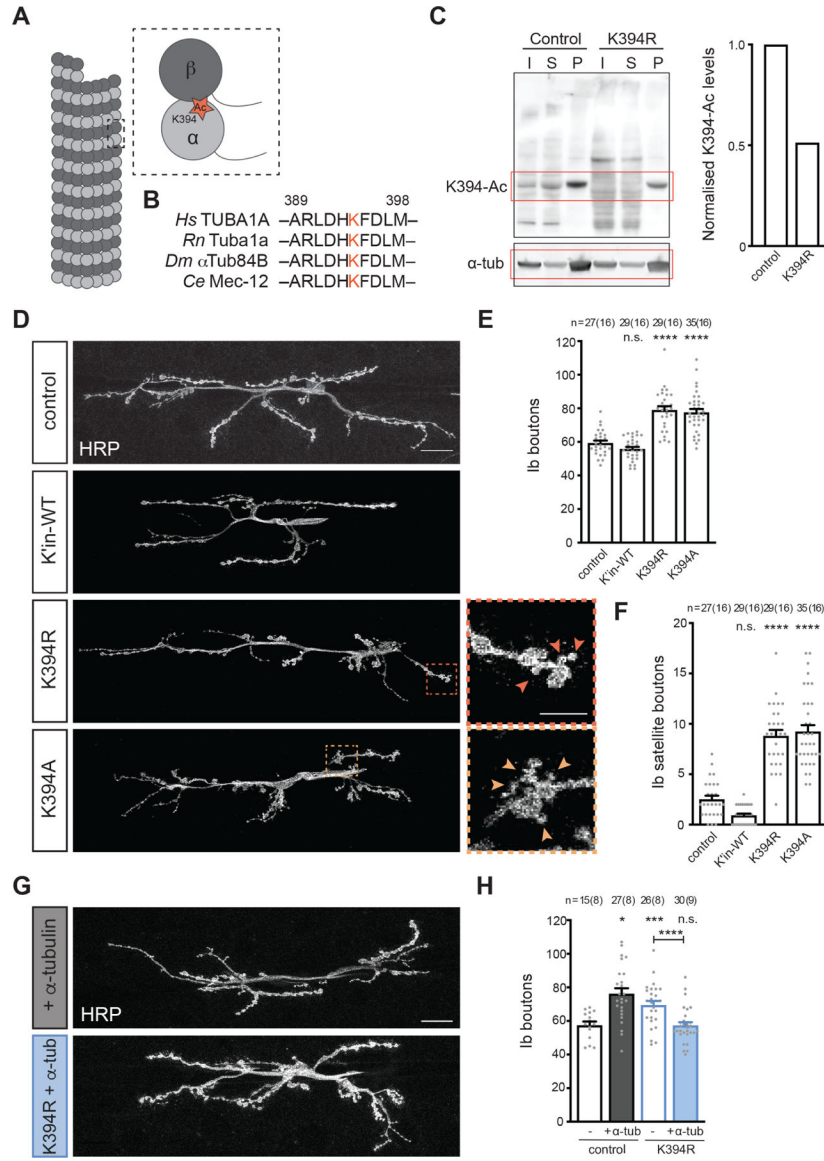 A
β
Ac
K394
α
B
389 398
Hs TUBA1A –ARLDHKFDLM–
Rn Tuba1a –ARLDHKFDLM–
Dm αTub84B –ARLDHKFDLM–
Ce Mec-12 –ARLDHKFDLM–
C
Control K394R
I S P I S P
K394-Ac
α-tub
Normalised K394-Ac levels
1.0
0.5
0
control
K394R
D
control
HRP
K'in-WT
K394R
K394A
E
n=27(16) 29(16) 29(16) 35(16)
n.s. **** ****
Ib boutons
120
100
80
60
40
20
0
control
K'in-WT
K394R
K394A
F
n=27(16) 29(16) 29(16) 35(16)
n.s. **** ****
Ib satellite boutons
20
15
10
5
0
control
K'in-WT
K394R
K394A
G
+ α-tubulin
HRP
K394R + α-tub
H
n=15(8) 27(8) 26(8) 30(9)
* *** n.s.
****
Ib boutons
120
100
80
60
40
20
0
- +α-tub - +α-tub
control K394R